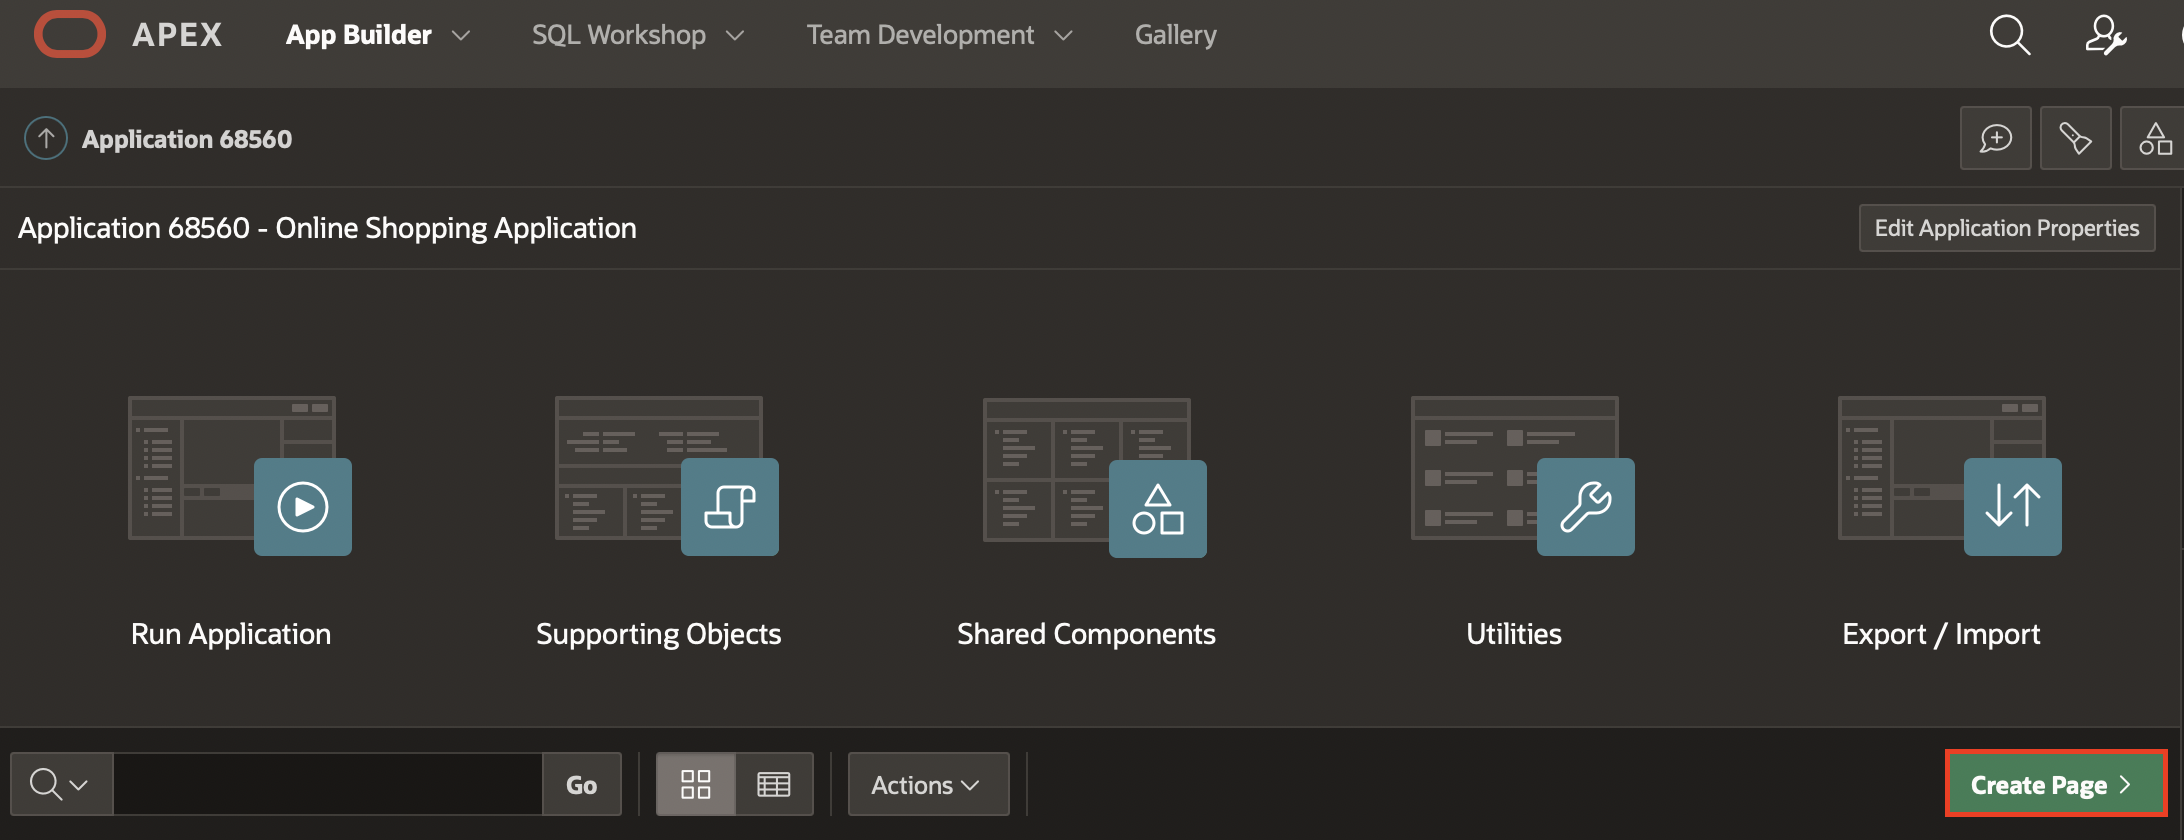 APEX App Builder SQL Workshop Team Development Gallery
Application 68560
Application 68560 - Online Shopping Application Edit Application Properties
Run Application Supporting Objects Shared Components Utilities Export / Import
Go Actions Create Page